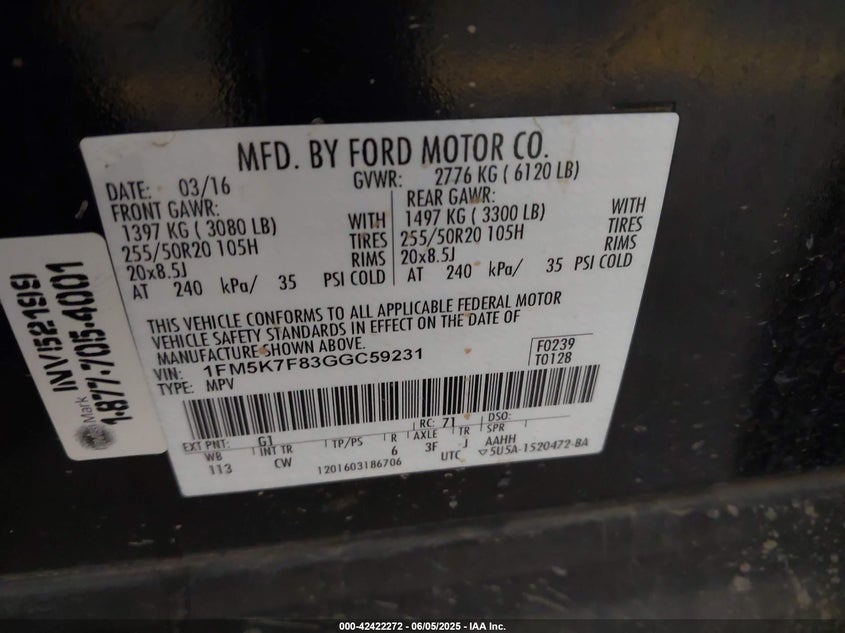 MFD. BY FORD MOTOR CO.
DATE: 03/16 GVWR: 2776 KG ( 6120 LB)
FRONT GAWR: REAR GAWR:
1397 KG ( 3080 LB) WITH 1497 KG ( 3300 LB) WITH
255/50R20 105H TIRES 255/50R20 105H TIRES
20x8.5J RIMS 20x8.5J RIMS
AT 240 kPa/ 35 PSI COLD AT 240 kPa/ 35 PSI COLD
THIS VEHICLE CONFORMS TO ALL APPLICABLE FEDERAL MOTOR
VEHICLE SAFETY STANDARDS IN EFFECT ON THE DATE OF
MANUFACTURE SHOWN ABOVE.
VIN: 1FM5K7F83GGC59231
TYPE: MPV
F0239
T0128
EXT PNT: G1 RC: 71 DSO:
WB INT TR TP/PS R AXLE TR SPR
113 CW 6 3F J AAHH
1201603186706 UTC ▽5U5A-1520472-BA
INV152199
Mark 1-877-705-4001
000-42422272 - 06/05/2025 - IAA Inc.